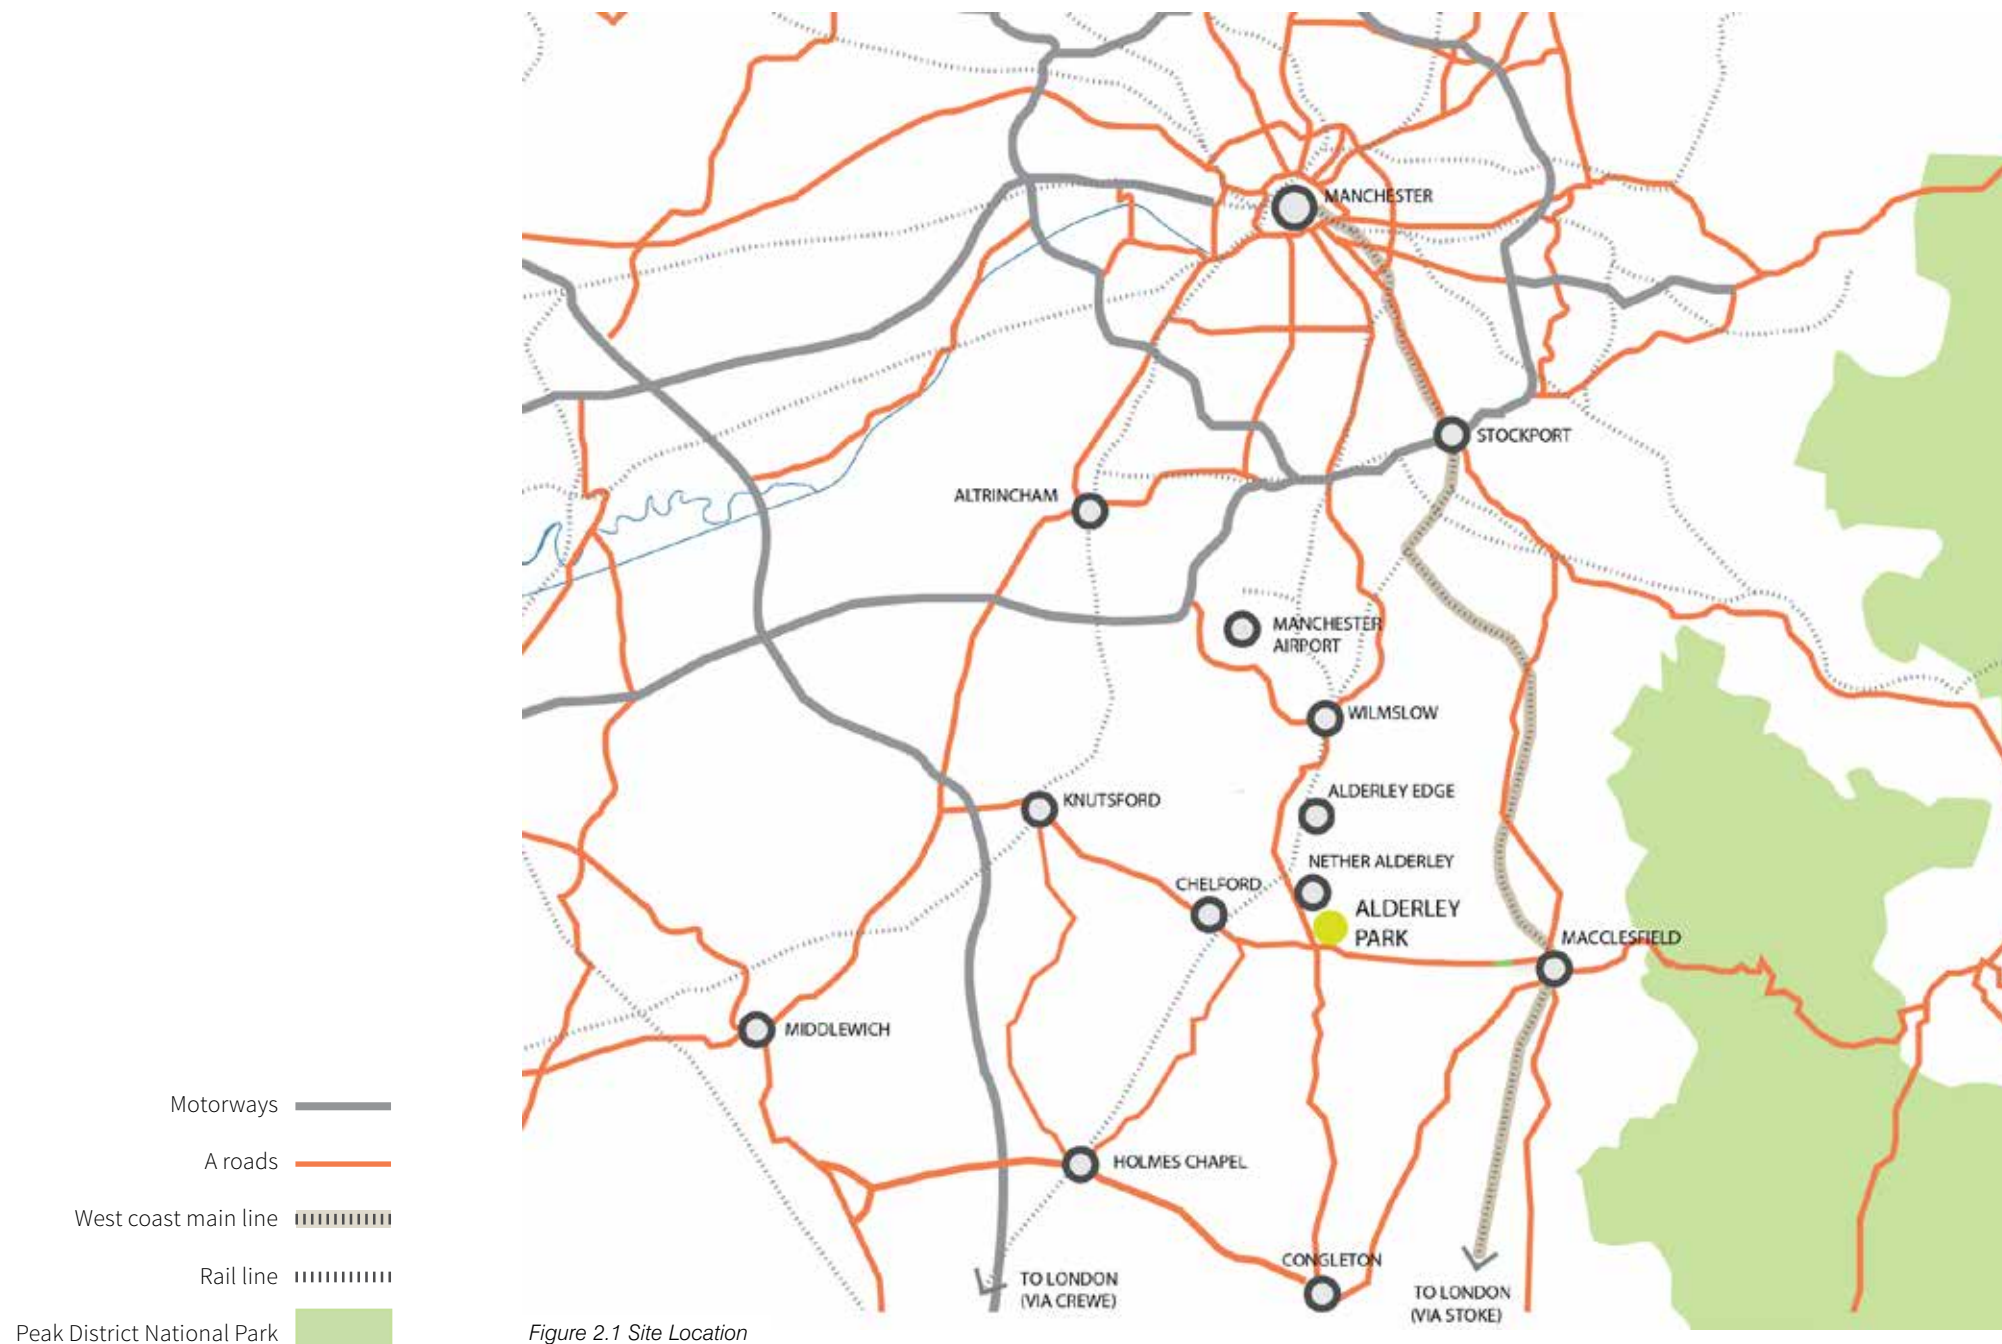 MANCHESTER
STOCKPORT
ALTRINCHAM
MANCHESTER
AIRPORT
WILMSLOW
ALDERLEY EDGE
KNUTSFORD
NETHER ALDERLEY
CHELFORD
ALDERLEY
PARK
MACCLESFIELD
MIDDLEWICH
HOLMES CHAPEL
CONGLETON
TO LONDON
(VIA CREWE)
TO LONDON
(VIA STOKE)
Motorways
A roads
West coast main line
Rail line
Peak District National Park
Figure 2.1 Site Location